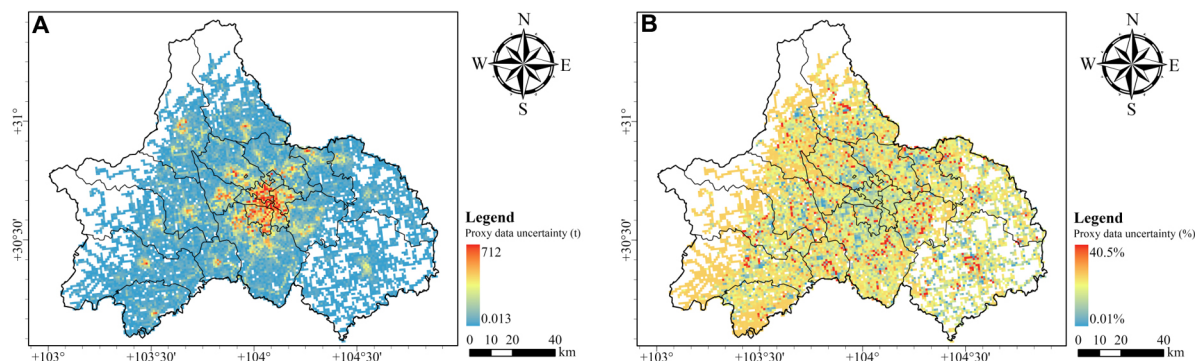 A
N
W E
S
+31°
+30°30'
Legend
Proxy data uncertainty (t)
712
0.013
0 10 20 40
km
+103° +103°30' +104° +104°30'
B
N
W E
S
+31°
+30°30'
Legend
Proxy data uncertainty (%)
40.5%
0.01%
0 10 20 40
km
+103° +103°30' +104° +104°30'